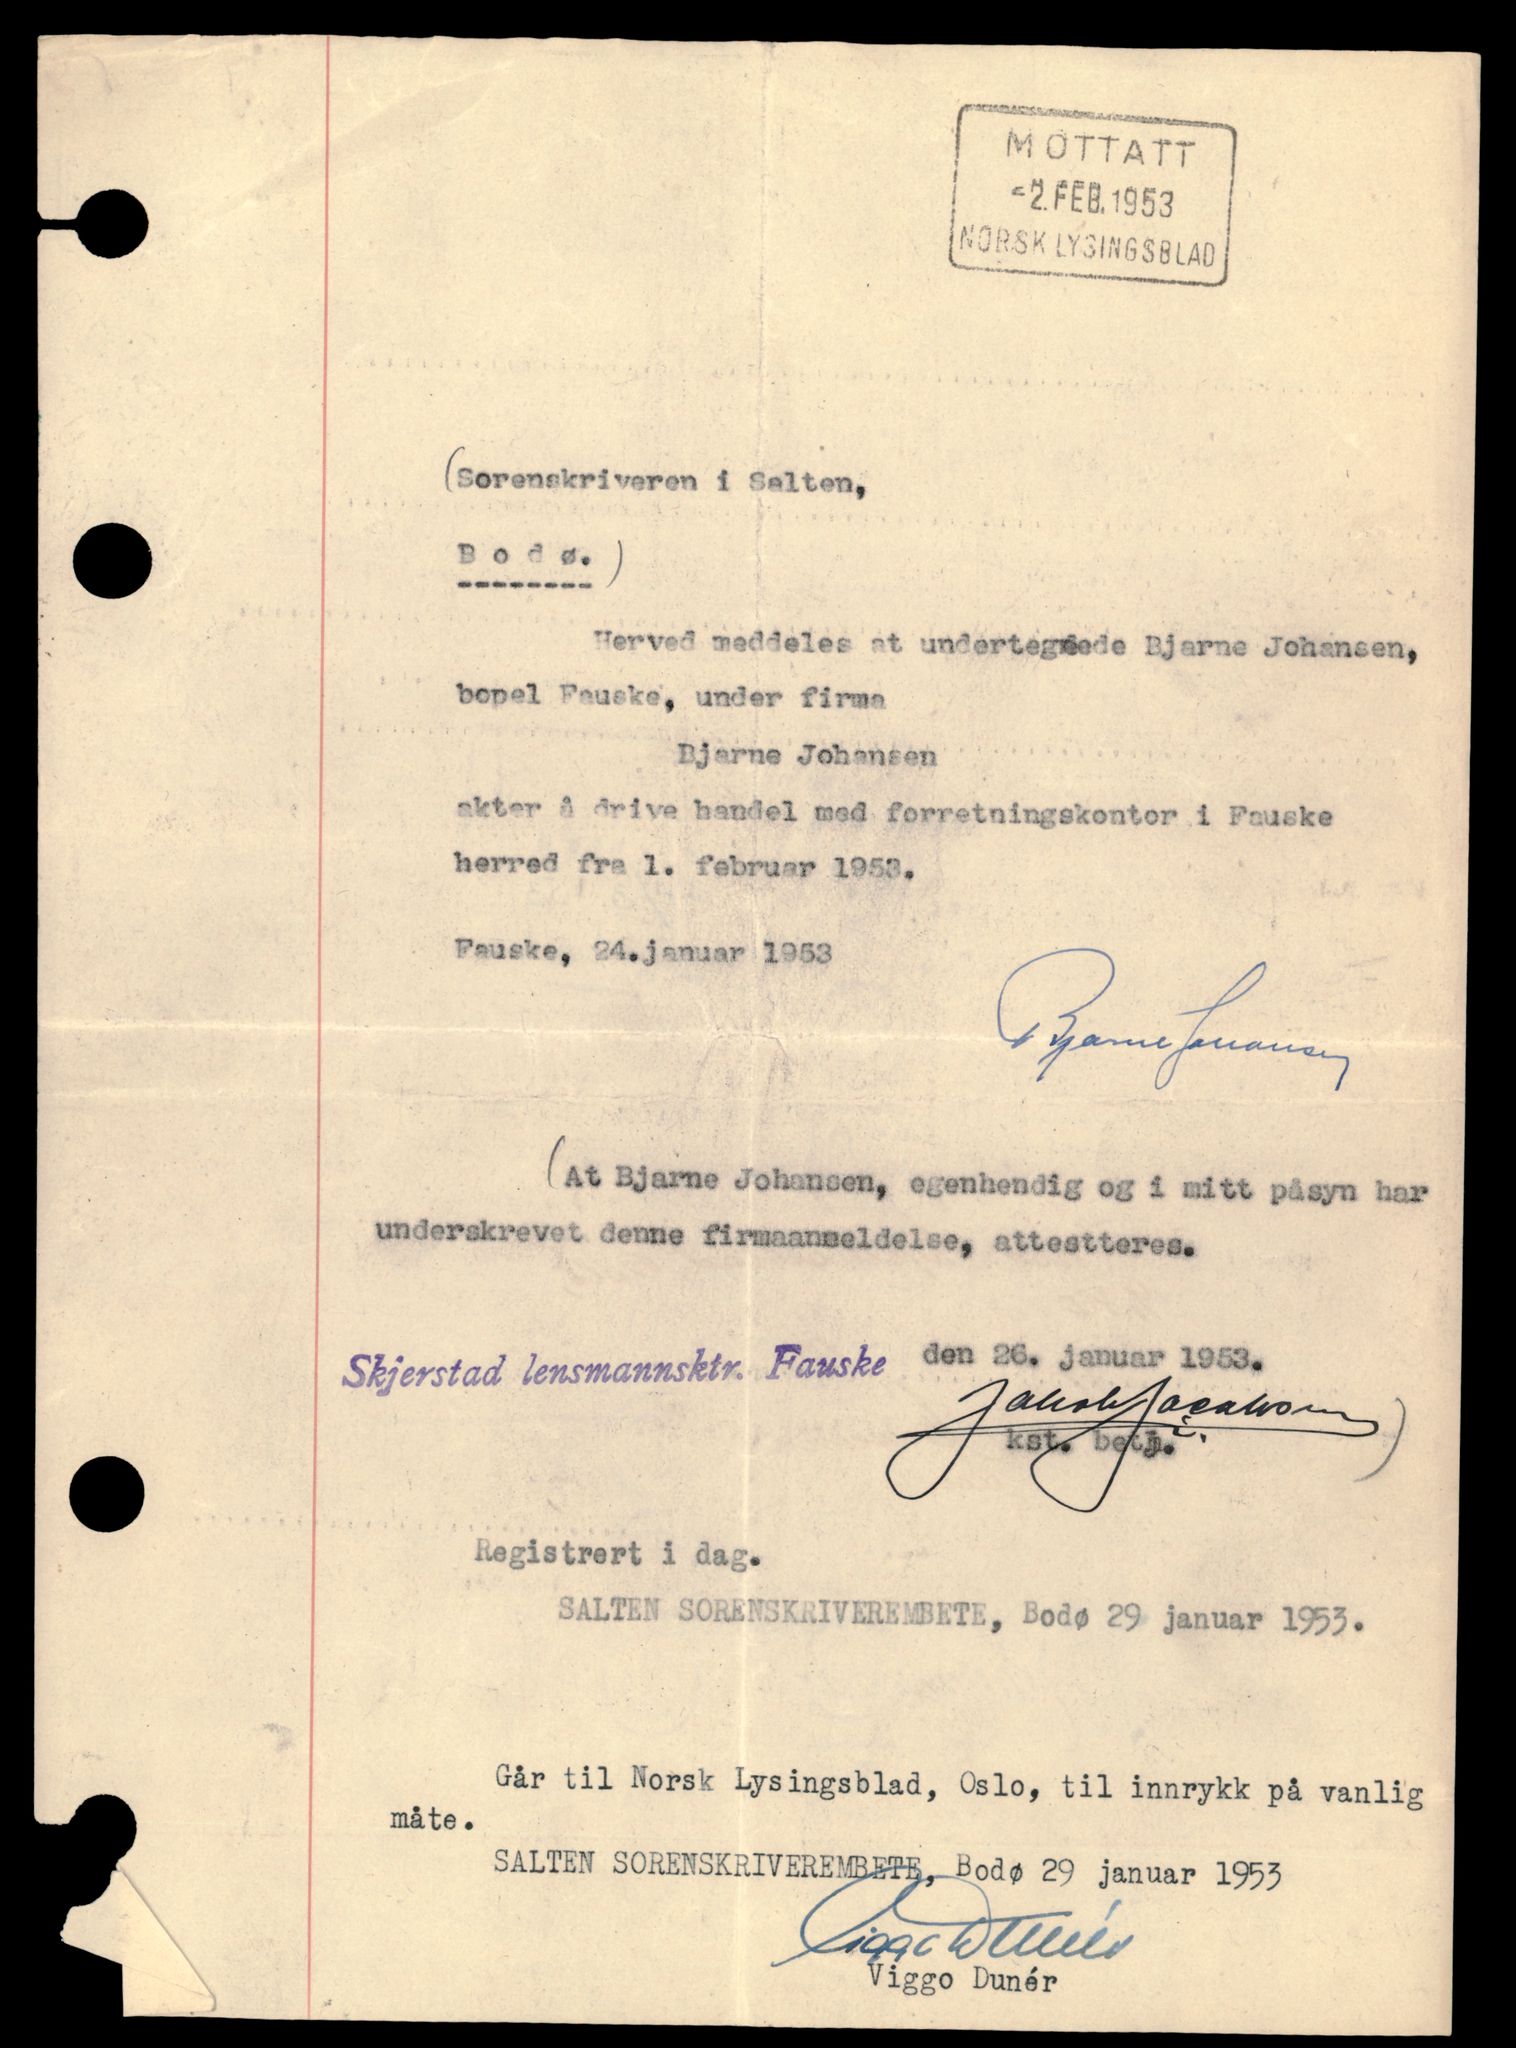 MOTTATT
-2. FEB. 1953
NORSK LYSINGSBLAD
(Sorenskriveren i Salten,
Bodø.)
Herved meddeles at undertegnede Bjarne Johansen,
bopel Fauske, under firma
Bjarne Johansen
akter å drive handel med forretningskontor i Fauske
herred fra 1. februar 1953.
Fauske, 24.januar 1953
Bjarne Johansen
(At Bjarne Johansen, egenhendig og i mitt påsyn har
underskrevet denne firmaanmeldelse, attestteres.
Skjerstad lensmannsktr. Fauske den 26. januar 1953.
Jakob Jacobsen
kst. betj.)
Registrert i dag.
SALTEN SORENSKRIVEREMBETE, Bodø 29 januar 1953.
Går til Norsk Lysingsblad, Oslo, til innrykk på vanlig
måte.
SALTEN SORENSKRIVEREMBETE, Bodø 29 januar 1953
Viggo Dunér
Viggo Dunér